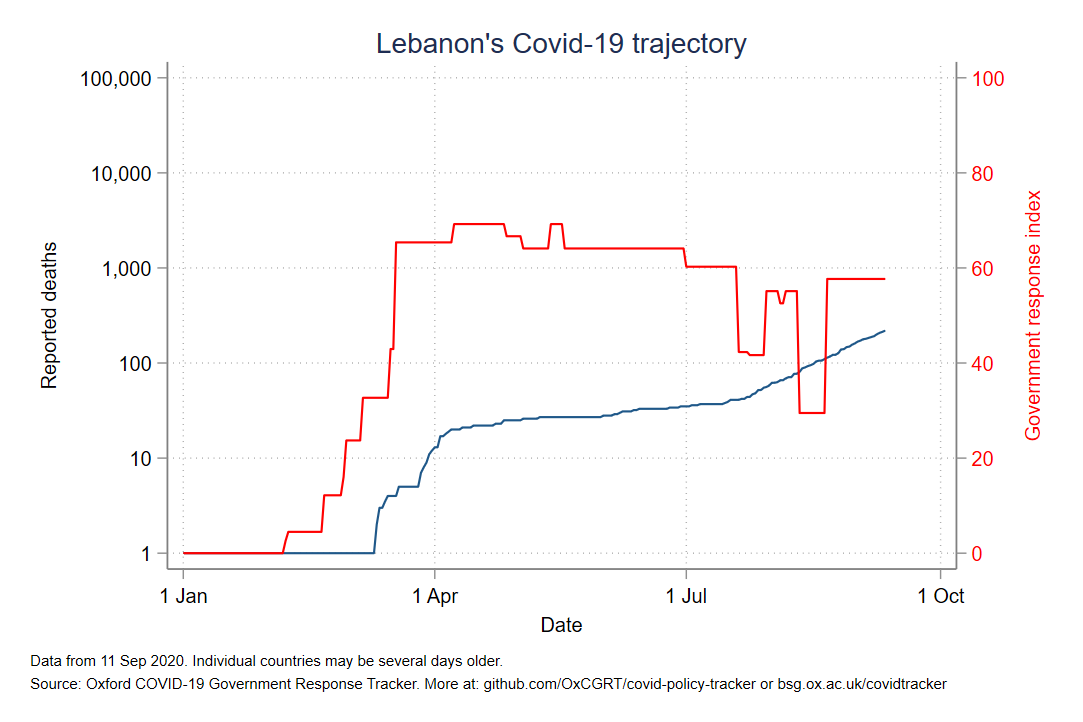 Lebanon's Covid-19 trajectory
100,000
10,000
1,000
100
10
1
Reported deaths
100
80
60
40
20
0
Government response index
1 Jan
1 Apr
1 Jul
1 Oct
Date
Data from 11 Sep 2020. Individual countries may be several days older.
Source: Oxford COVID-19 Government Response Tracker. More at: github.com/OxCGRT/covid-policy-tracker or bsg.ox.ac.uk/covidtracker